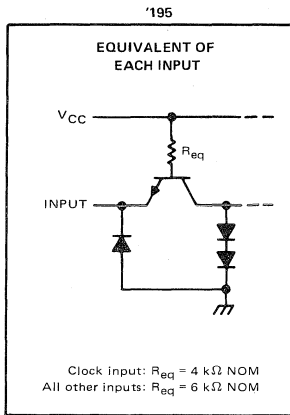 '195
EQUIVALENT OF
EACH INPUT
VCC
Req
INPUT
Clock input: Req = 4 kΩ NOM
All other inputs: Req = 6 kΩ NOM